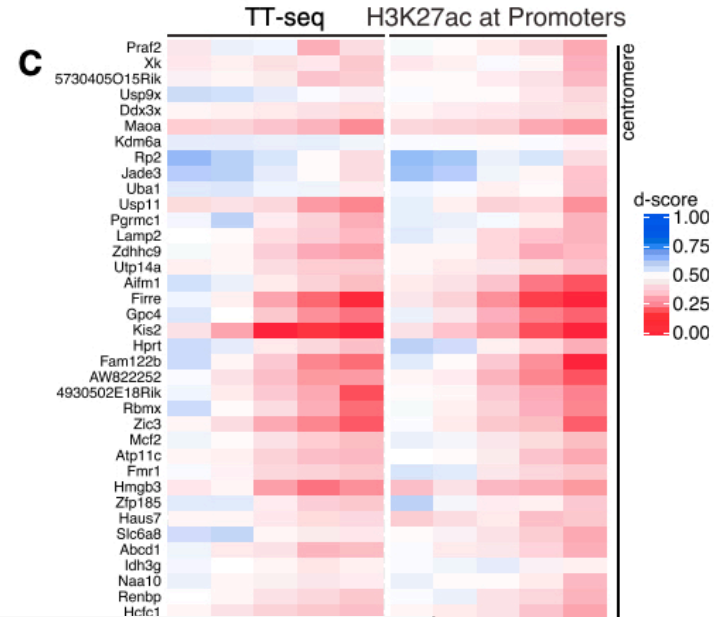 TT-seq
H3K27ac at Promoters
C
Praf2
Xk
5730405O15Rik
Usp9x
Ddx3x
Maoa
Kdm6a
Rp2
Jade3
Uba1
Usp11
Pgrmc1
Lamp2
Zdhhc9
Utp14a
Aifm1
Firre
Gpc4
Kis2
Hprt
Fam122b
AW822252
4930502E18Rik
Rbmx
Zic3
Mcf2
Atp11c
Fmr1
Hmgb3
Zfp185
Haus7
Slc6a8
Abcd1
Idh3g
Naa10
Renbp
Hcfc1
centromere
d-score
1.00
0.75
0.50
0.25
0.00